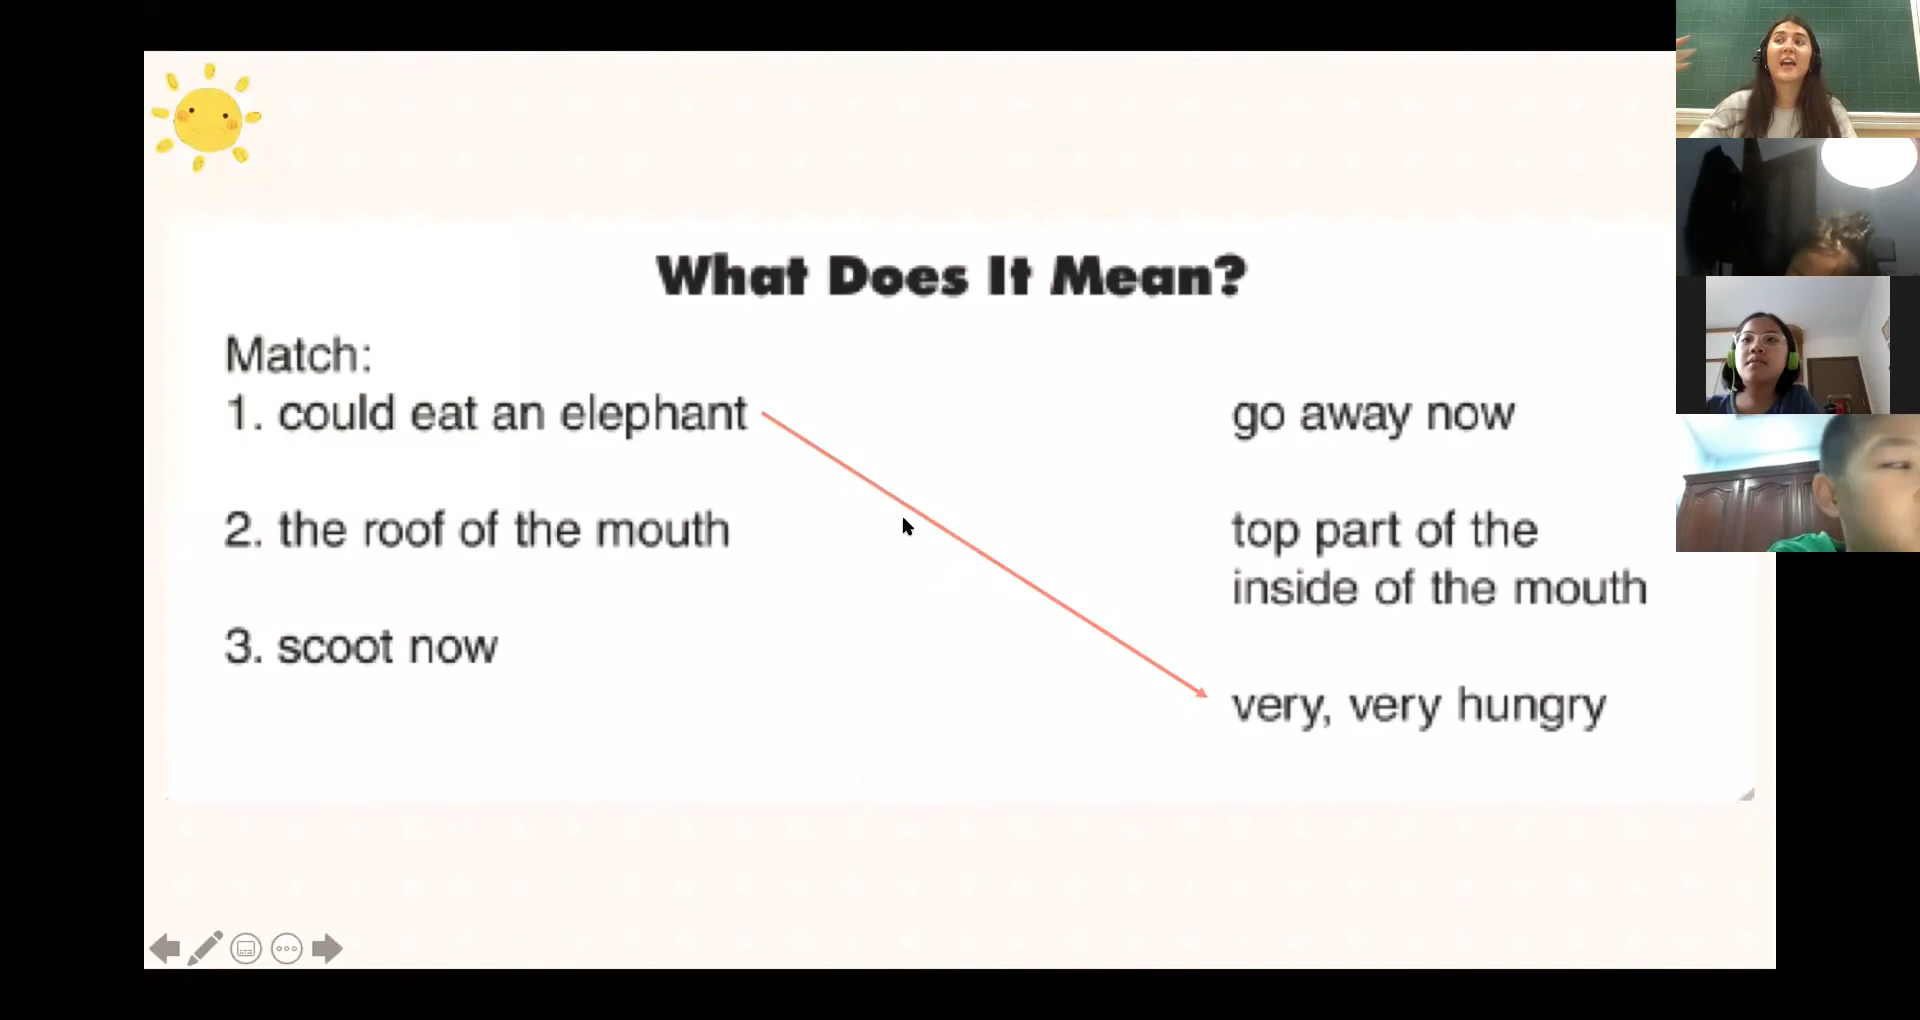 What Does It Mean?
Match:
1. could eat an elephant
go away now
2. the roof of the mouth
top part of the
inside of the mouth
3. scoot now
very, very hungry